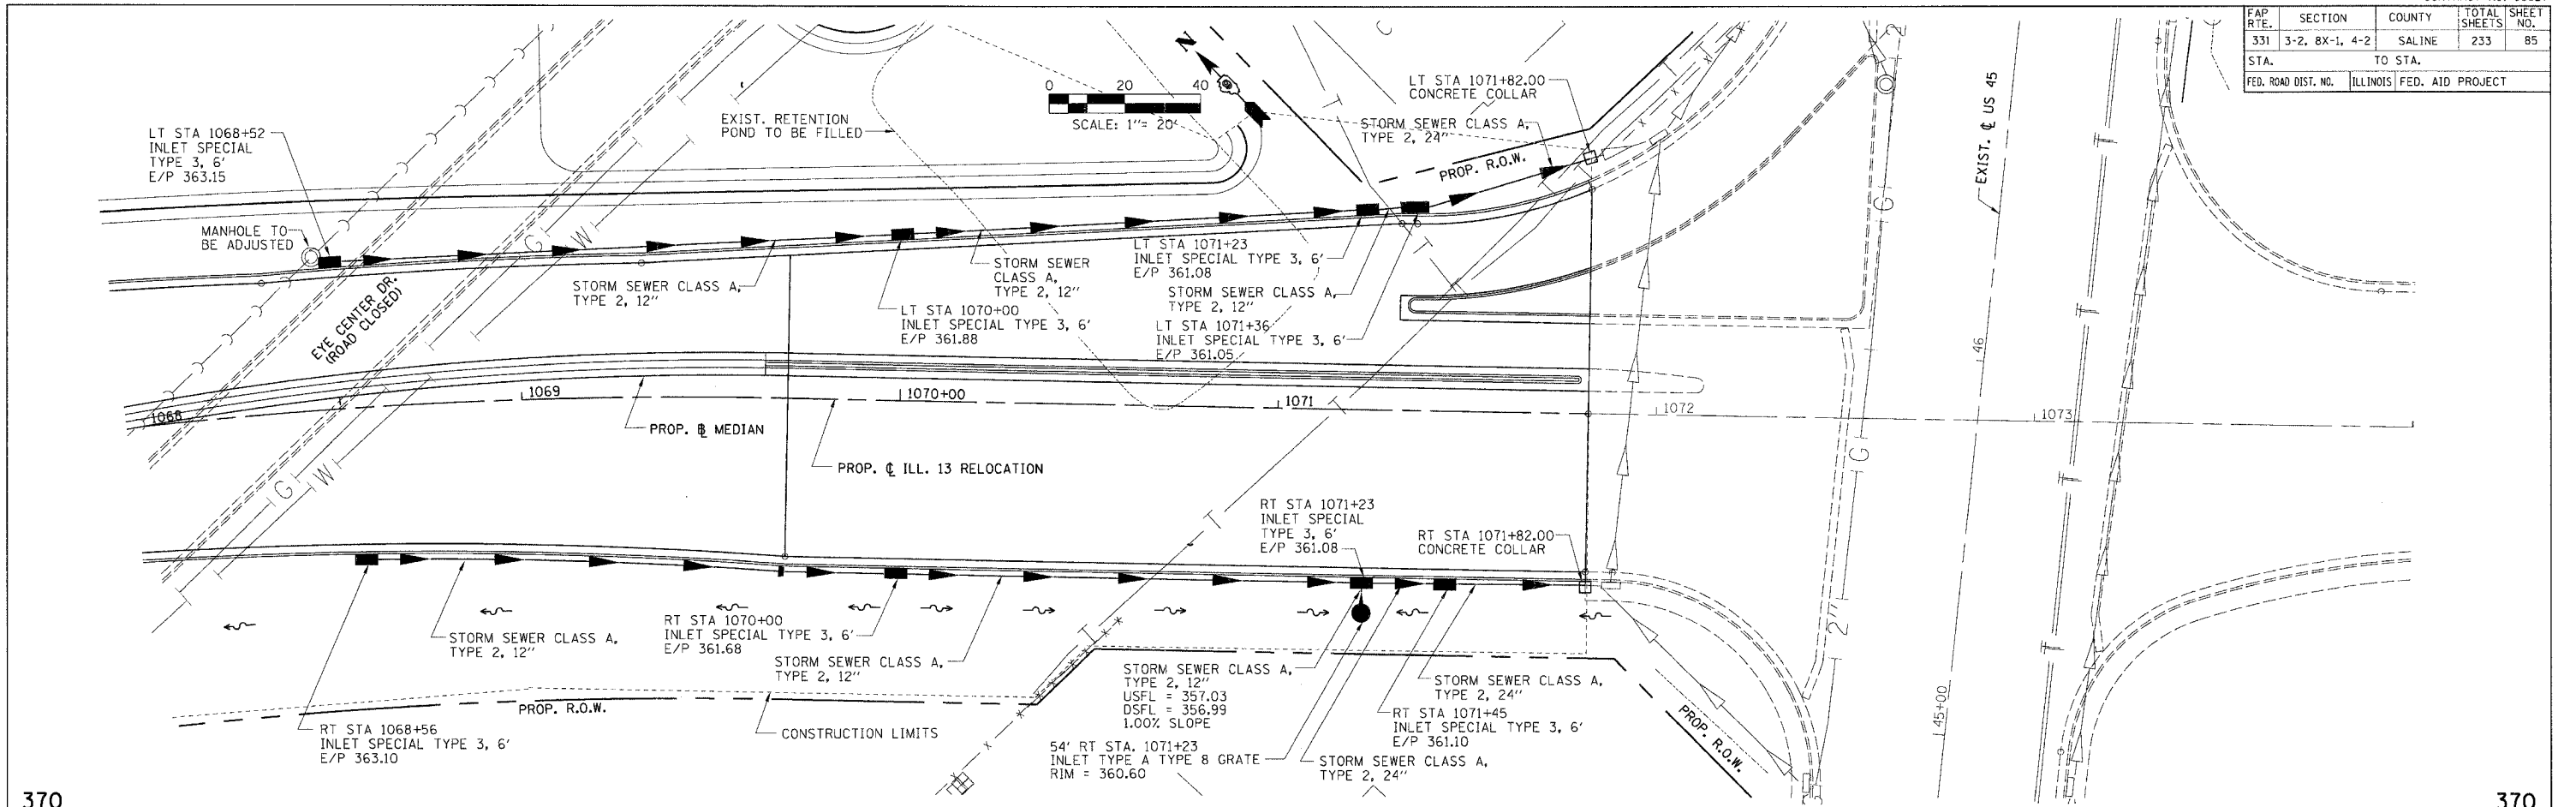 FAP RTE. SECTION COUNTY TOTAL SHEETS SHEET NO.
331 3-2, 8X-1, 4-2 SALINE 233 85
STA. TO STA.
FED. ROAD DIST. NO. ILLINOIS FED. AID PROJECT
N
0 20 40
SCALE: 1"= 20'
LT STA 1071+82.00
CONCRETE COLLAR
EXIST. RETENTION
POND TO BE FILLED
STORM SEWER CLASS A,
TYPE 2, 24"
PROP. R.O.W.
EXIST. ℄ US 45
LT STA 1068+52
INLET SPECIAL
TYPE 3, 6'
E/P 363.15
MANHOLE TO
BE ADJUSTED
EYE CENTER DR.
(ROAD CLOSED)
STORM SEWER CLASS A,
TYPE 2, 12"
STORM SEWER
CLASS A,
TYPE 2, 12"
LT STA 1070+00
INLET SPECIAL TYPE 3, 6'
E/P 361.88
LT STA 1071+23
INLET SPECIAL TYPE 3, 6'
E/P 361.08
STORM SEWER CLASS A,
TYPE 2, 12"
LT STA 1071+36
INLET SPECIAL TYPE 3, 6'
E/P 361.05
G
W
T
G
T
2"
46
1068
1069
1070+00
1071
1072
1073
PROP. BL MEDIAN
PROP. ℄ ILL. 13 RELOCATION
G
W
T
G
T
2"
45+00
RT STA 1071+23
INLET SPECIAL
TYPE 3, 6'
E/P 361.08
RT STA 1071+82.00
CONCRETE COLLAR
STORM SEWER CLASS A,
TYPE 2, 12"
RT STA 1070+00
INLET SPECIAL TYPE 3, 6'
E/P 361.68
STORM SEWER CLASS A,
TYPE 2, 12"
STORM SEWER CLASS A,
TYPE 2, 12"
USFL = 357.03
DSFL = 356.99
1.00% SLOPE
STORM SEWER CLASS A,
TYPE 2, 24"
RT STA 1071+45
INLET SPECIAL TYPE 3, 6'
E/P 361.10
PROP. R.O.W.
PROP. R.O.W.
RT STA 1068+56
INLET SPECIAL TYPE 3, 6'
E/P 363.10
CONSTRUCTION LIMITS
54' RT STA. 1071+23
INLET TYPE A TYPE 8 GRATE
RIM = 360.60
STORM SEWER CLASS A,
TYPE 2, 24"
370
370